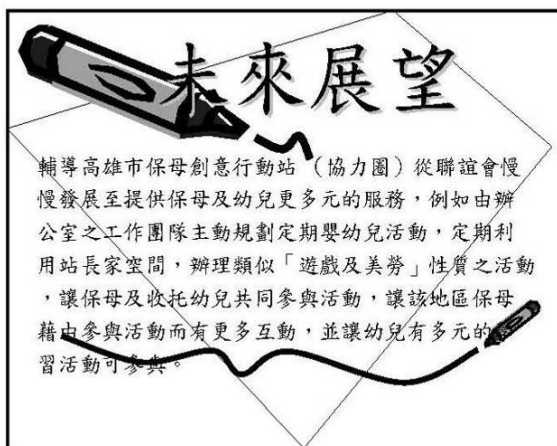 未來展望
輔導高雄市保母創意行動站（協力圈）從聯誼會慢
慢發展至提供保母及幼兒更多元的服務，例如由辦
公室之工作團隊主動規劃定期嬰幼兒活動，定期利
用站長家空間，辦理類似「遊戲及美勞」性質之活動
，讓保母及收托幼兒共同參與活動，讓該地區保母
藉由參與活動而有更多互動，並讓幼兒有多元的
習活動可參與。